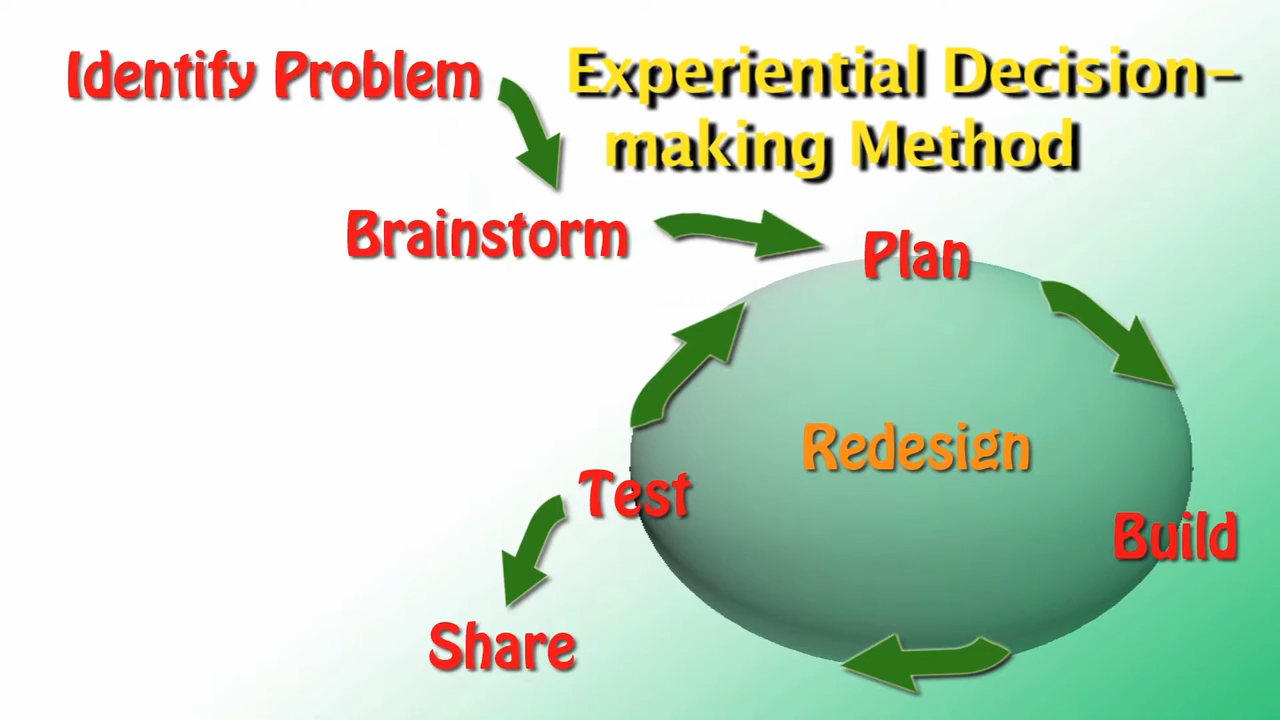 Identify Problem
Experiential Decision-
making Method
Brainstorm
Plan
Redesign
Test
Build
Share